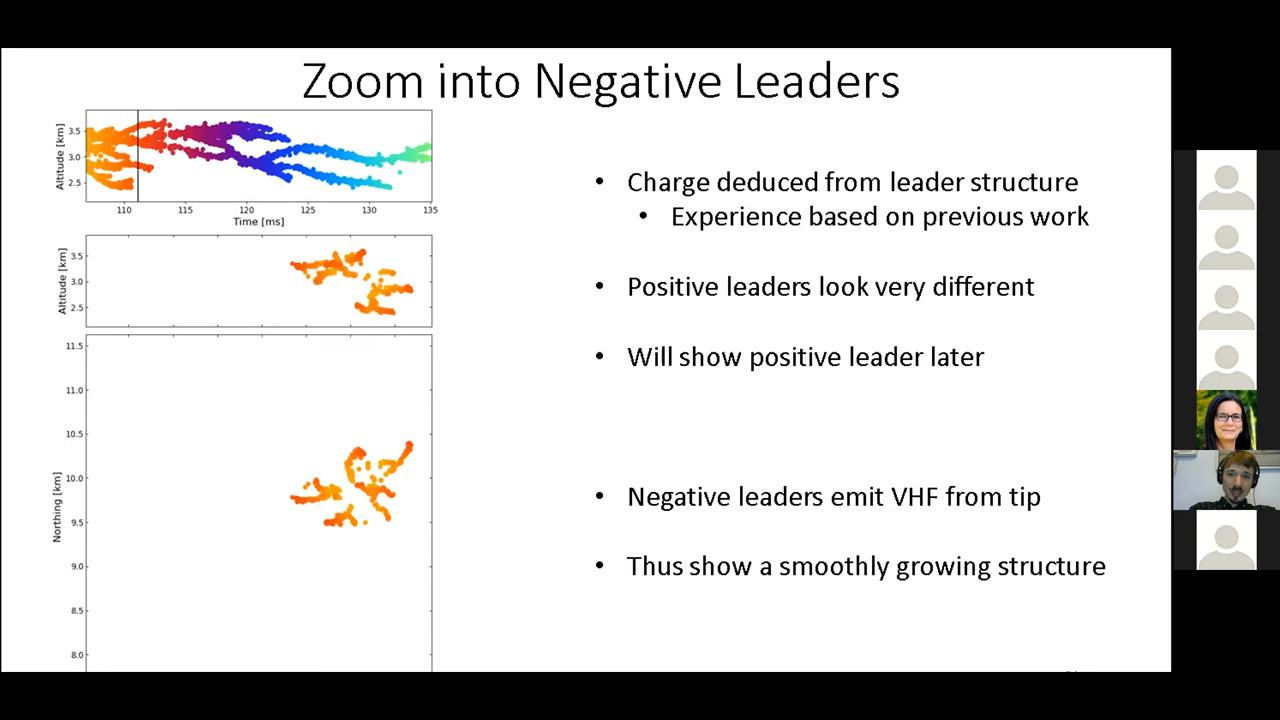 Zoom into Negative Leaders
Altitude [km]
3.5
3.0
2.5
110
115
120
125
130
135
Time [ms]
Altitude [km]
3.5
3.0
2.5
Northing [km]
11.5
11.0
10.5
10.0
9.5
9.0
8.5
8.0
• Charge deduced from leader structure
• Experience based on previous work
• Positive leaders look very different
• Will show positive leader later
• Negative leaders emit VHF from tip
• Thus show a smoothly growing structure